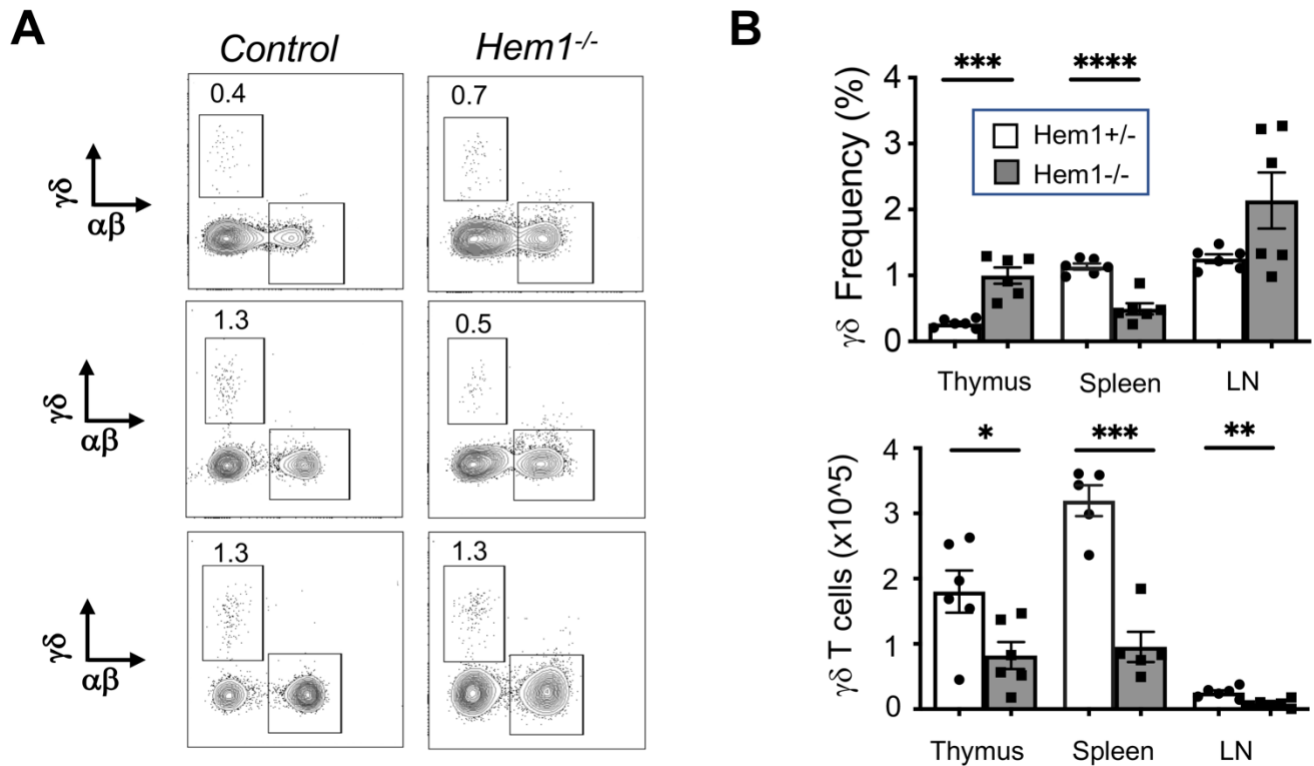 A
Control Hem1-/-
0.4 0.7
γδ
αβ
1.3 0.5
γδ
αβ
1.3 1.3
γδ
αβ
B
*** ****
γδ Frequency (%)
4
3
2
1
0
Hem1+/-
Hem1-/-
Thymus Spleen LN
* *** **
γδ T cells (x10^5)
4
3
2
1
0
Thymus Spleen LN